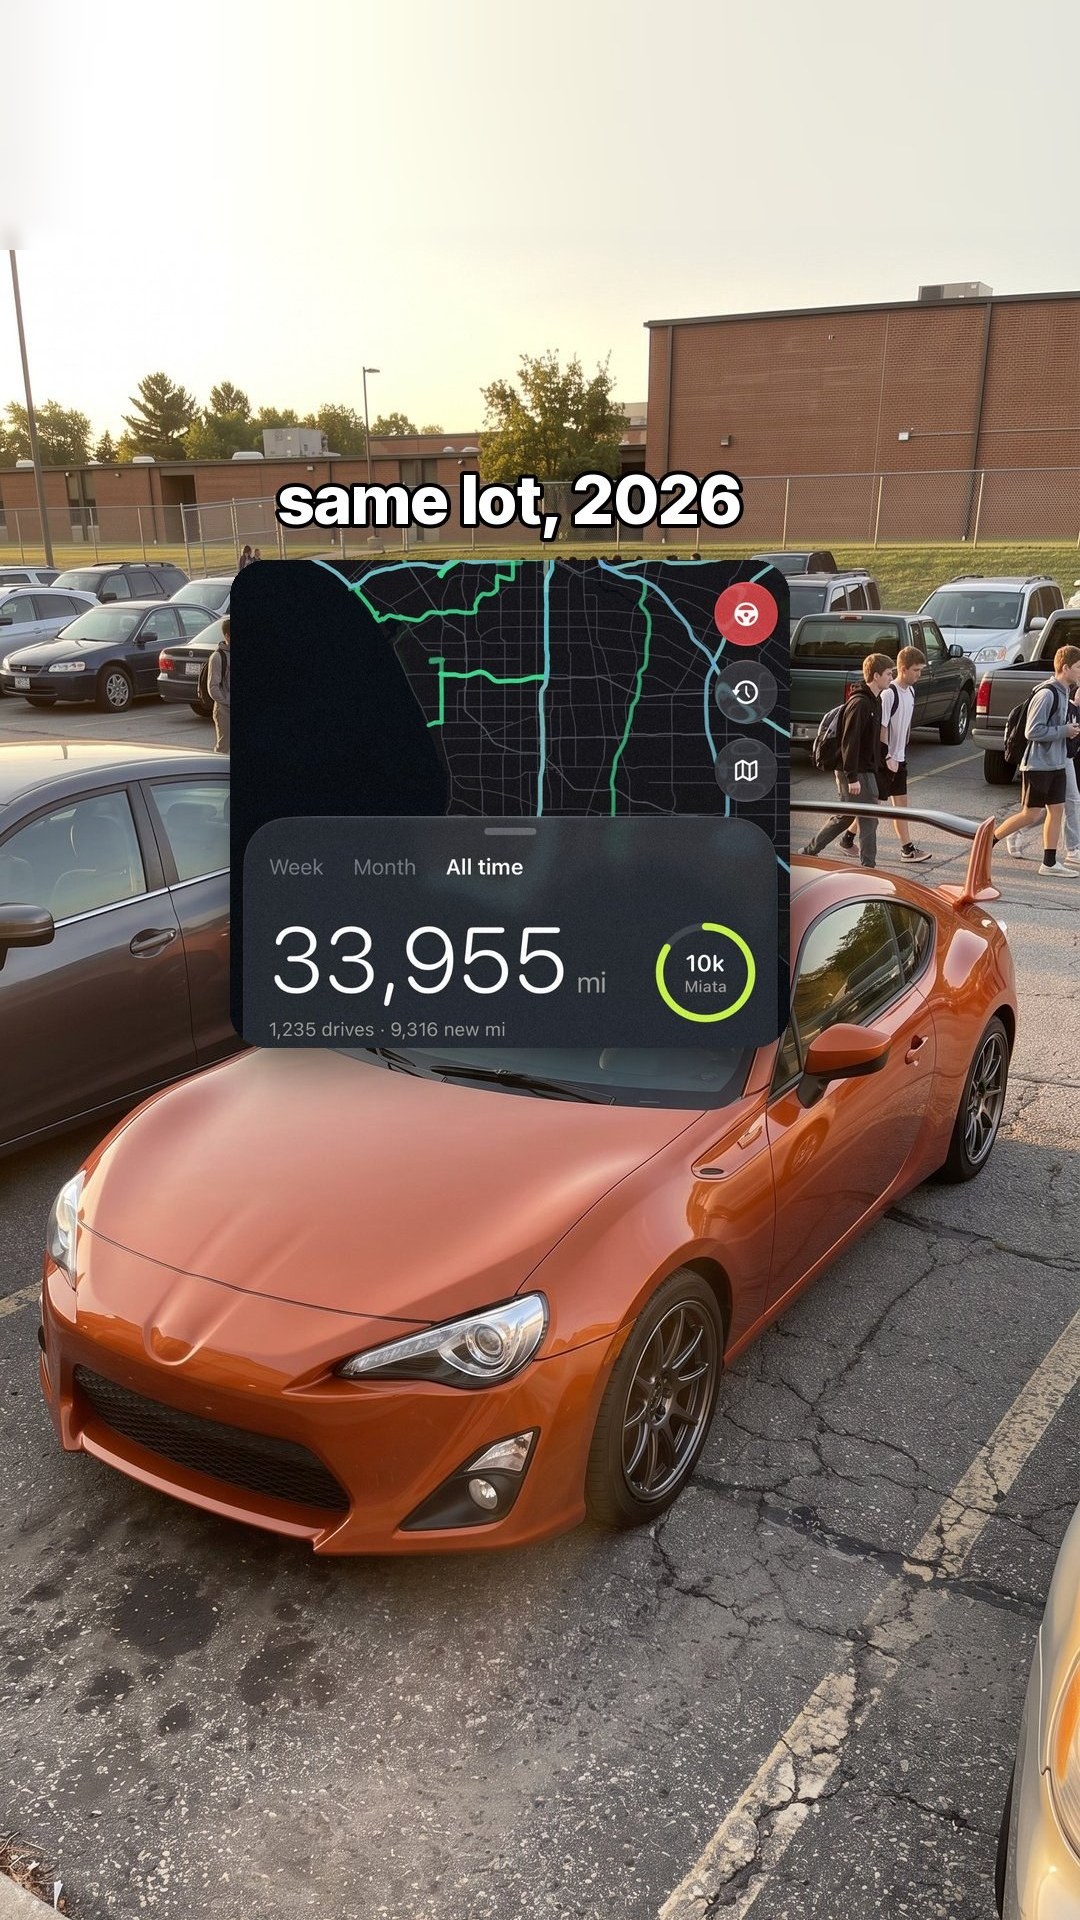 same lot, 2026
Week Month All time
33,955 mi
10k
Miata
1,235 drives · 9,316 new mi